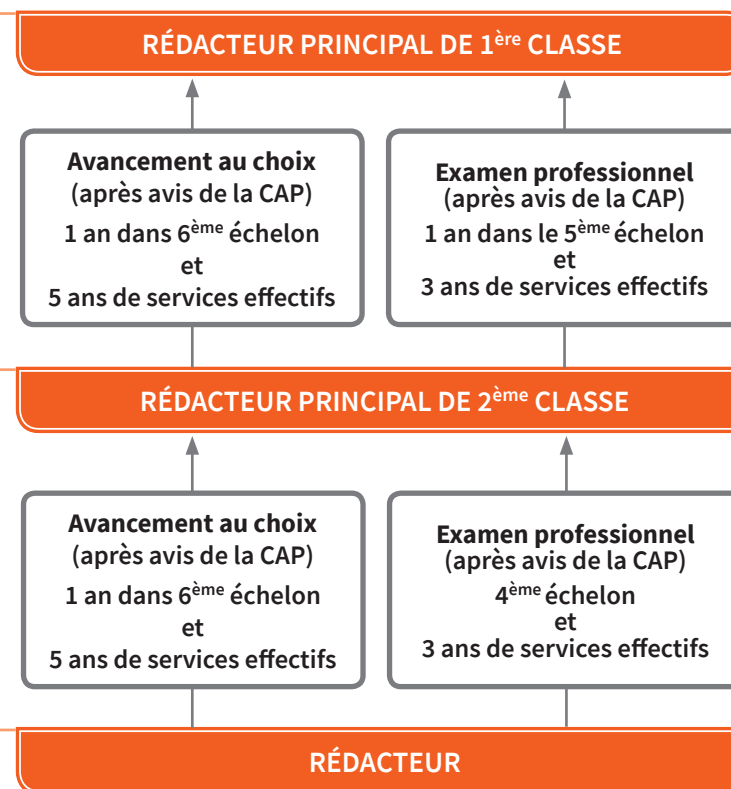 RÉDACTEUR PRINCIPAL DE 1ère CLASSE
Avancement au choix
(après avis de la CAP)
1 an dans 6ème échelon
et
5 ans de services effectifs
Examen professionnel
(après avis de la CAP)
1 an dans le 5ème échelon
et
3 ans de services effectifs
RÉDACTEUR PRINCIPAL DE 2ème CLASSE
Avancement au choix
(après avis de la CAP)
1 an dans 6ème échelon
et
5 ans de services effectifs
Examen professionnel
(après avis de la CAP)
4ème échelon
et
3 ans de services effectifs
RÉDACTEUR